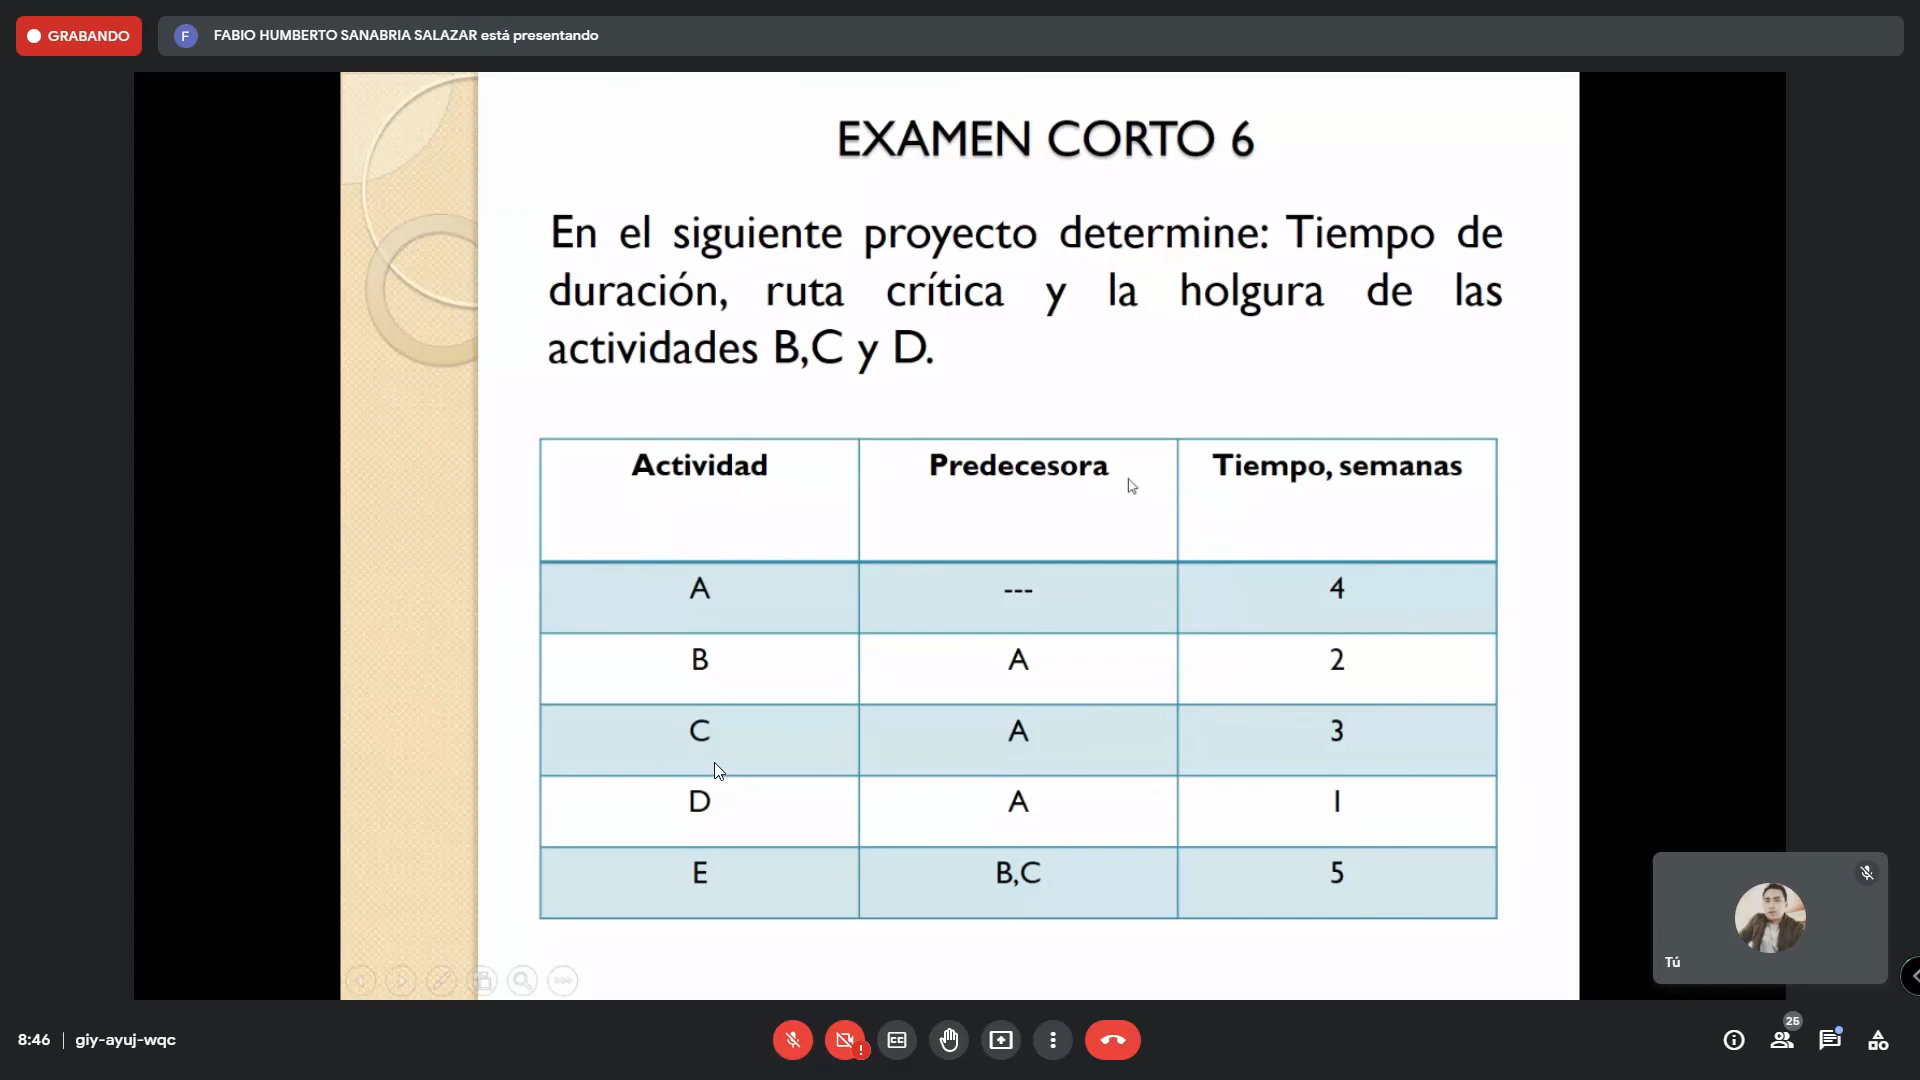 GRABANDO
F
FABIO HUMBERTO SANABRIA SALAZAR está presentando
EXAMEN CORTO 6
En el siguiente proyecto determine: Tiempo de
duración, ruta crítica y la holgura de las
actividades B,C y D.
Actividad Predecesora Tiempo, semanas
A --- 4
B A 2
C A 3
D A 1
E B,C 5
Tú
8:46 | giy-ayuj-wqc
CC
!
25